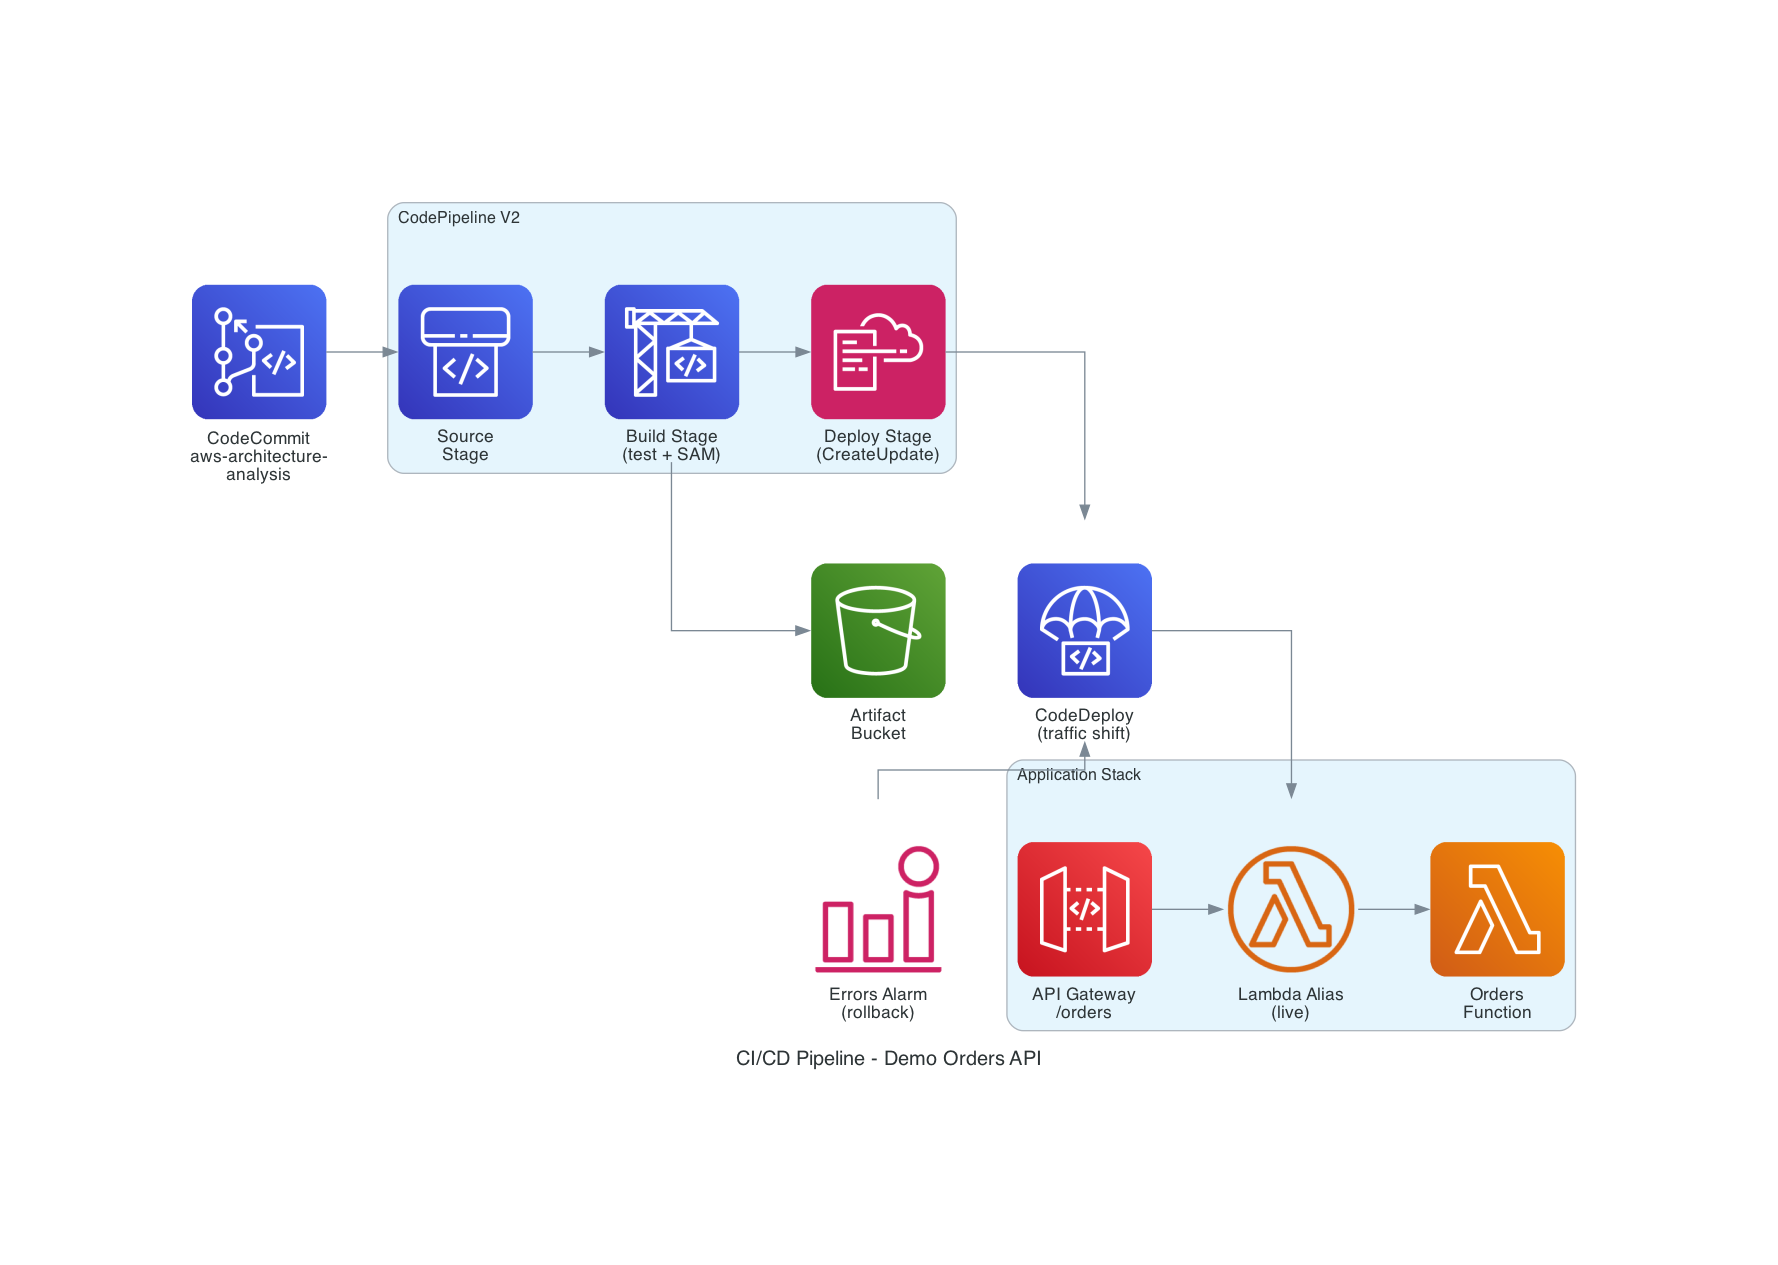 CodePipeline V2
CodeCommit
aws-architecture-
analysis
Source
Stage
Build Stage
(test + SAM)
Deploy Stage
(CreateUpdate)
Artifact
Bucket
CodeDeploy
(traffic shift)
Application Stack
Errors Alarm
(rollback)
API Gateway
/orders
Lambda Alias
(live)
Orders
Function
CI/CD Pipeline - Demo Orders API